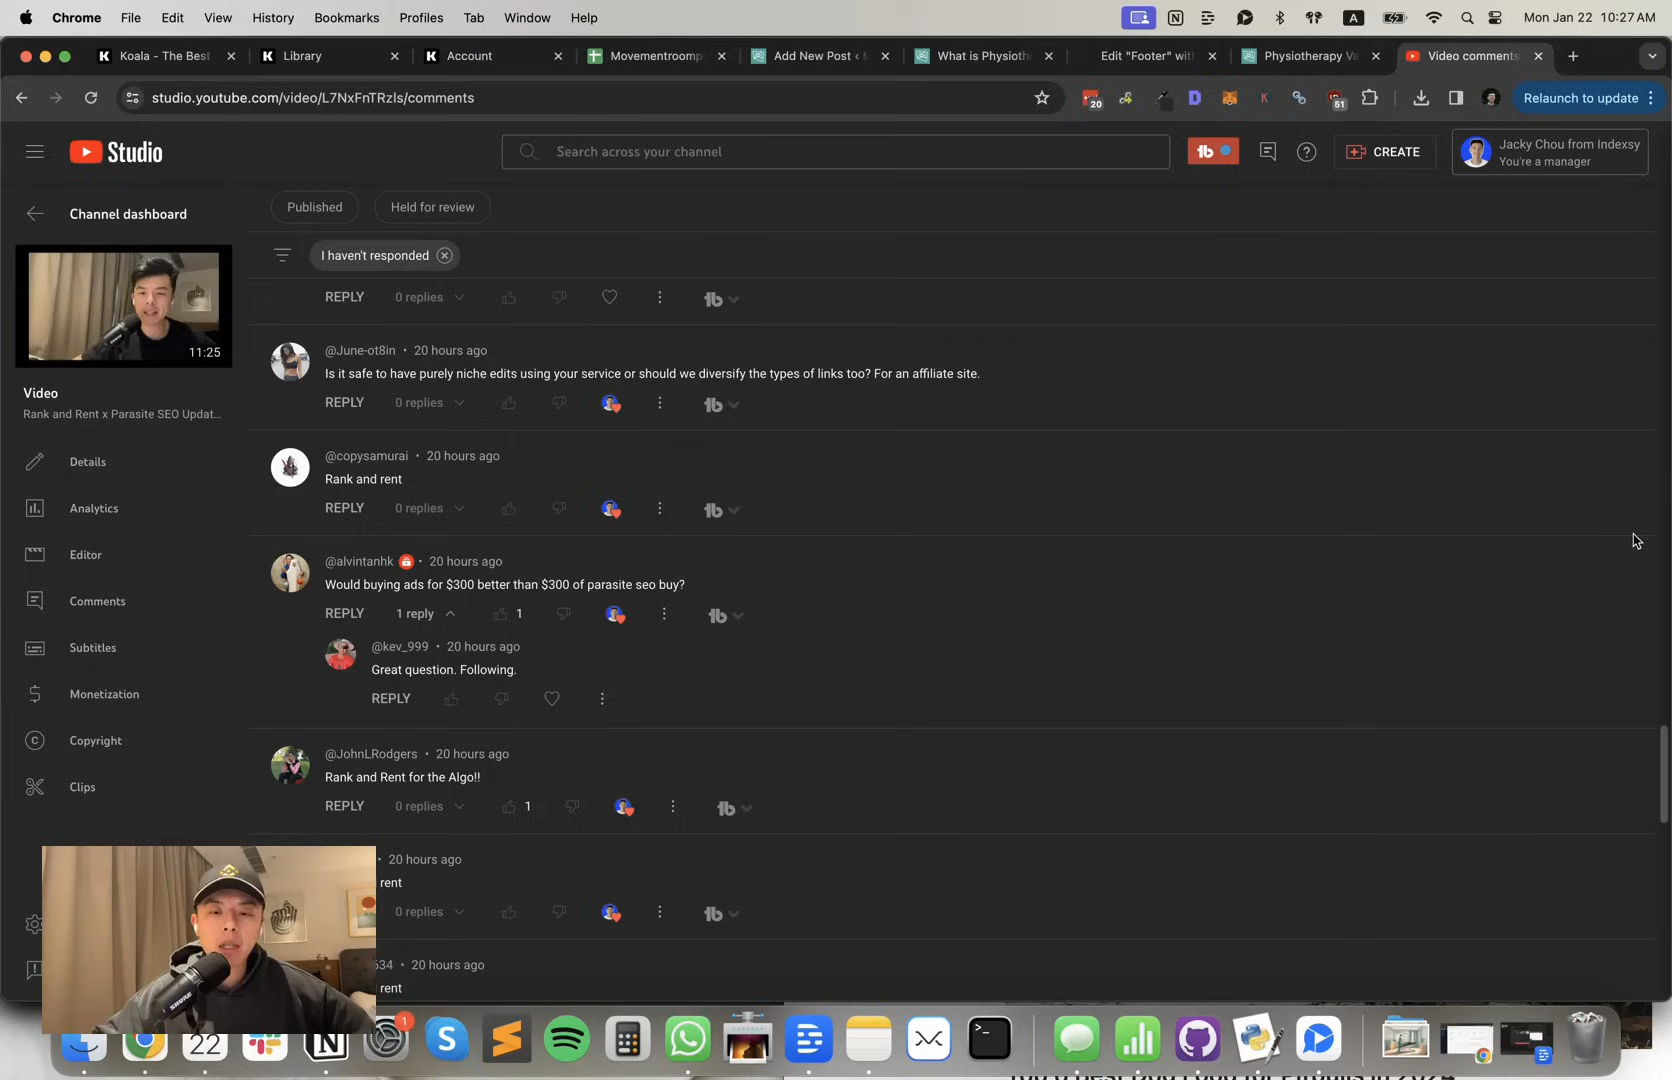 Chrome File Edit View History Bookmarks Profiles Tab Window Help
A
Mon Jan 22 10:27 AM
Koala - The Best
Library
Account
Movementroomp
Add New Post ‹ M
What is Physioth
Edit "Footer" with
Physiotherapy Va
Video comments
studio.youtube.com/video/L7NxFnTRzls/comments
20
51
Relaunch to update
Studio
Search across your channel
CREATE
Jacky Chou from Indexsy
You're a manager
Channel dashboard
Published
Held for review
I haven't responded
REPLY 0 replies
11:25
@June-ot8in • 20 hours ago
Is it safe to have purely niche edits using your service or should we diversify the types of links too? For an affiliate site.
REPLY 0 replies
Video
Rank and Rent x Parasite SEO Updat...
Details
Analytics
Editor
Comments
Subtitles
Monetization
Copyright
Clips
@copysamurai • 20 hours ago
Rank and rent
REPLY 0 replies
@alvintanhk • 20 hours ago
Would buying ads for $300 better than $300 of parasite seo buy?
REPLY 1 reply 1
@kev_999 • 20 hours ago
Great question. Following.
REPLY
@JohnLRodgers • 20 hours ago
Rank and Rent for the Algo!!
REPLY 0 replies 1
• 20 hours ago
rent
0 replies
634 • 20 hours ago
rent
SHURE
22
1